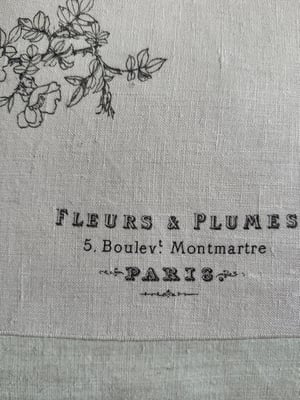 FLEURS & PLUMES
5, Boulevt. Montmartre
PARIS.